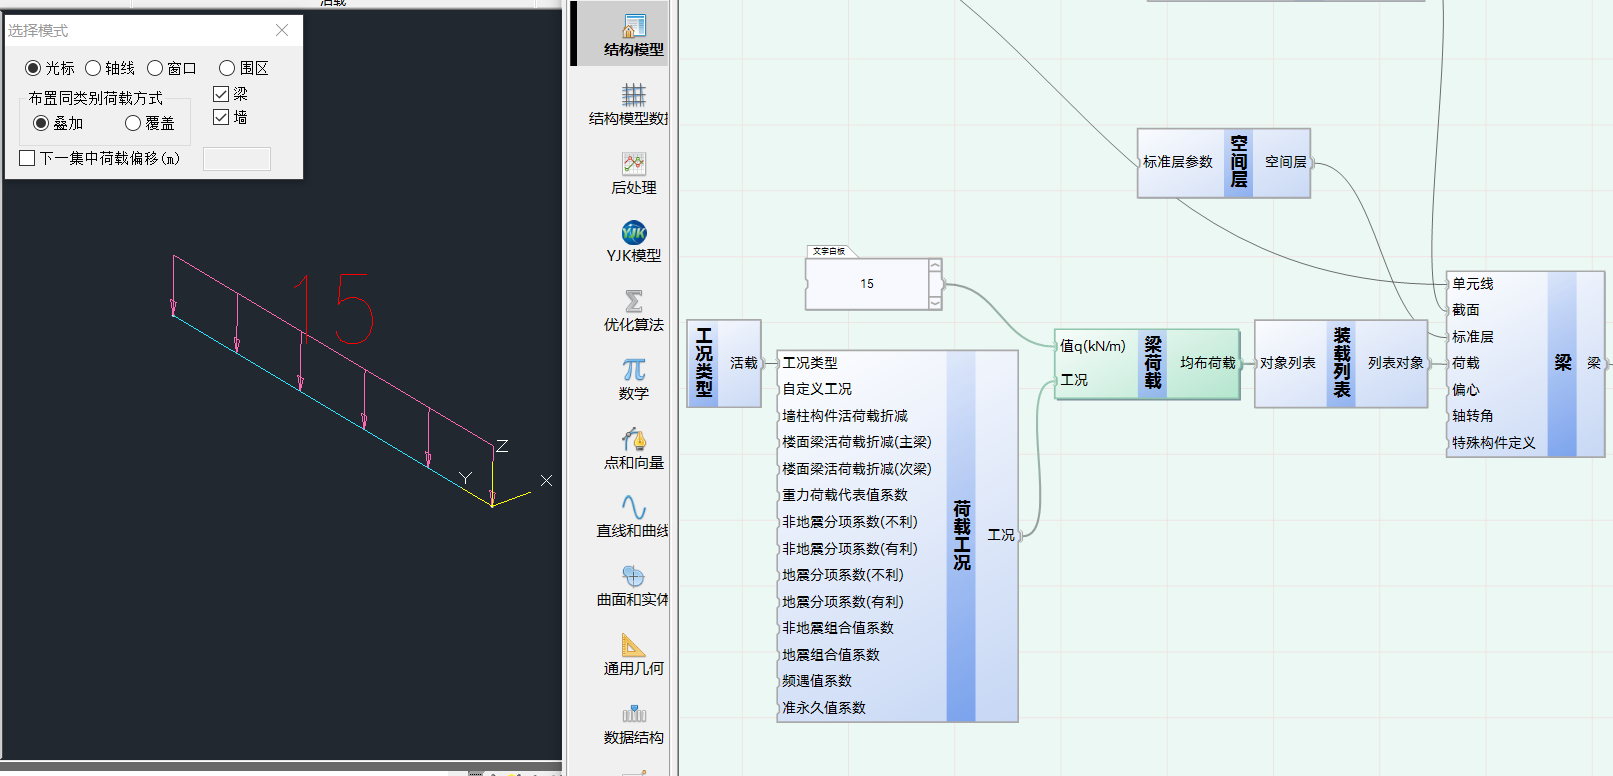 活载
选择模式
光标
轴线
窗口
围区
布置同类别荷载方式
梁
叠加
覆盖
墙
下一集中荷载偏移(m)
15
Z
Y
X
结构模型
结构模型数据
后处理
YJK
YJK模型
优化算法
数学
点和向量
直线和曲线
曲面和实体
通用几何
数据结构
标准层参数
空间层
空间层
文字白板
15
工况类型
活载
工况类型
自定义工况
墙柱构件活荷载折减
楼面梁活荷载折减(主梁)
楼面梁活荷载折减(次梁)
重力荷载代表值系数
非地震分项系数(不利)
非地震分项系数(有利)
地震分项系数(不利)
地震分项系数(有利)
非地震组合值系数
地震组合值系数
频遇值系数
准永久值系数
荷载工况
工况
值q(kN/m)
工况
梁荷载
均布荷载
对象列表
装载列表
列表对象
单元线
截面
标准层
荷载
偏心
轴转角
特殊构件定义
梁
梁